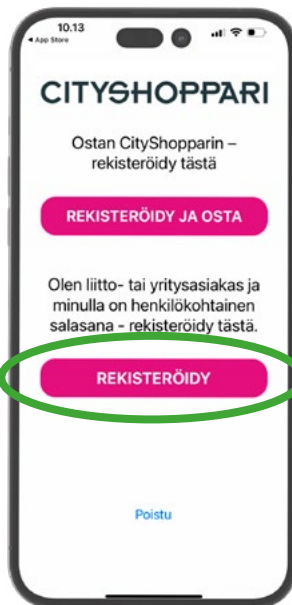 10.13
◀ App Store
CITYSHOPPARI
Ostan CityShopparin –
rekisteröidy tästä
REKISTERÖIDY JA OSTA
Olen liitto- tai yritysasiakas ja
minulla on henkilökohtainen
salasana - rekisteröidy tästä.
REKISTERÖIDY
Poistu